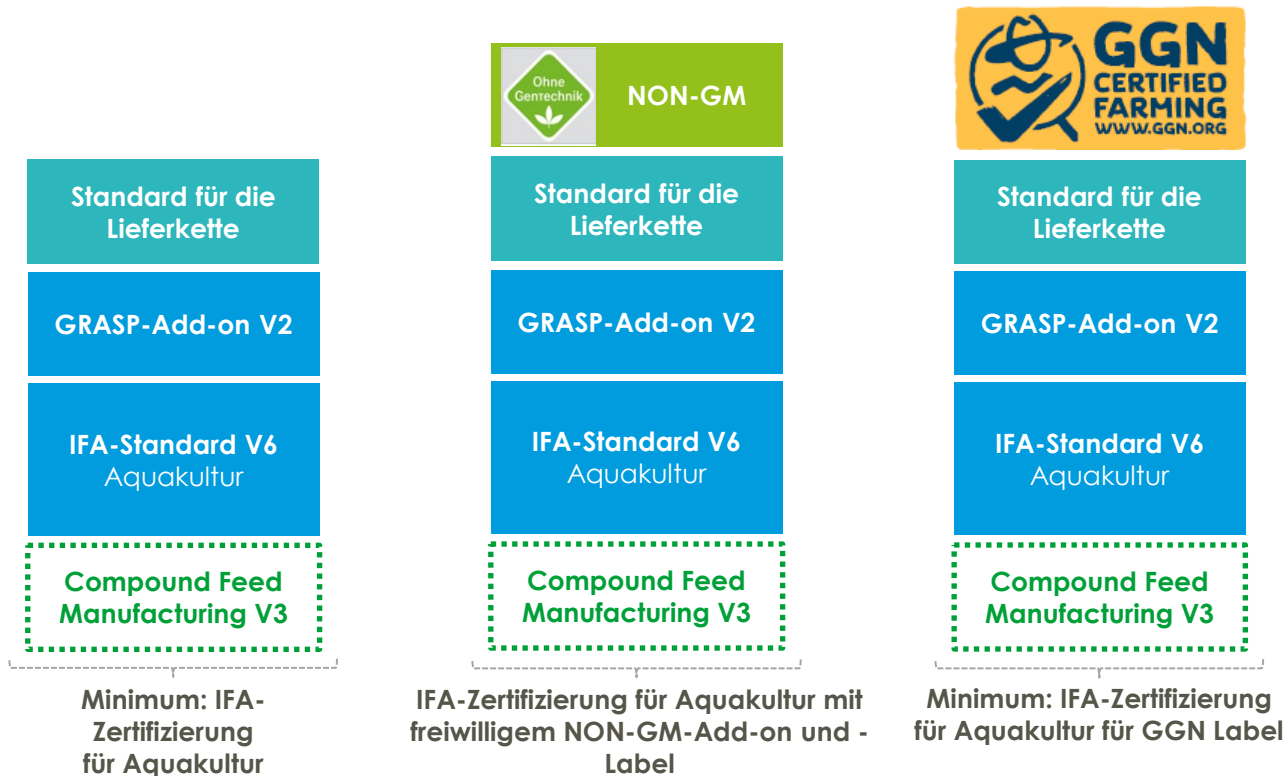 Standard für die
Lieferkette
GRASP-Add-on V2
IFA-Standard V6
Aquakultur
Compound Feed
Manufacturing V3
Minimum: IFA-
Zertifizierung
für Aquakultur
Ohne
Gentechnik
NON-GM
Standard für die
Lieferkette
GRASP-Add-on V2
IFA-Standard V6
Aquakultur
Compound Feed
Manufacturing V3
IFA-Zertifizierung für Aquakultur mit
freiwilligem NON-GM-Add-on und -
Label
GGN
CERTIFIED
FARMING
WWW.GGN.ORG
Standard für die
Lieferkette
GRASP-Add-on V2
IFA-Standard V6
Aquakultur
Compound Feed
Manufacturing V3
Minimum: IFA-Zertifizierung
für Aquakultur für GGN Label